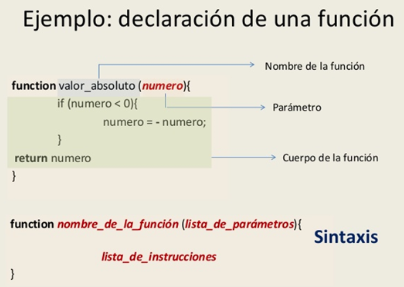 Ejemplo: declaración de una función
Nombre de la función
function valor_absoluto (numero){
if (numero < 0){
Parámetro
numero = - numero;
}
return numero
Cuerpo de la función
}
function nombre_de_la_función (lista_de_parámetros){
Sintaxis
lista_de_instrucciones
}